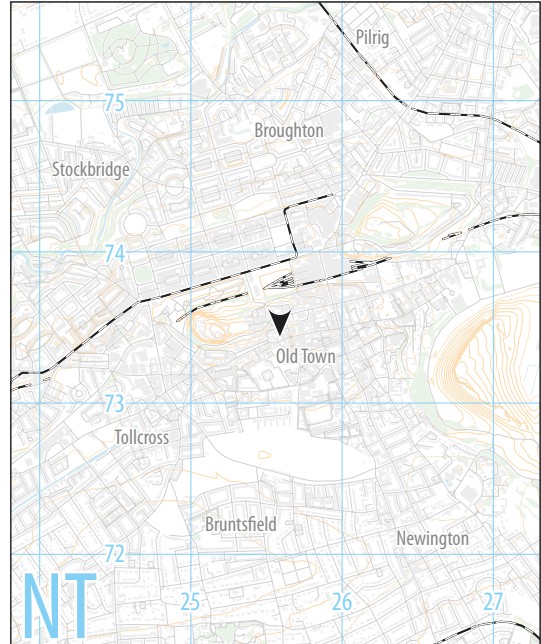 Pilrig
75
Broughton
Stockbridge
74
Old Town
73
Tollcross
Bruntsfield
Newington
72
NT
25
26
27